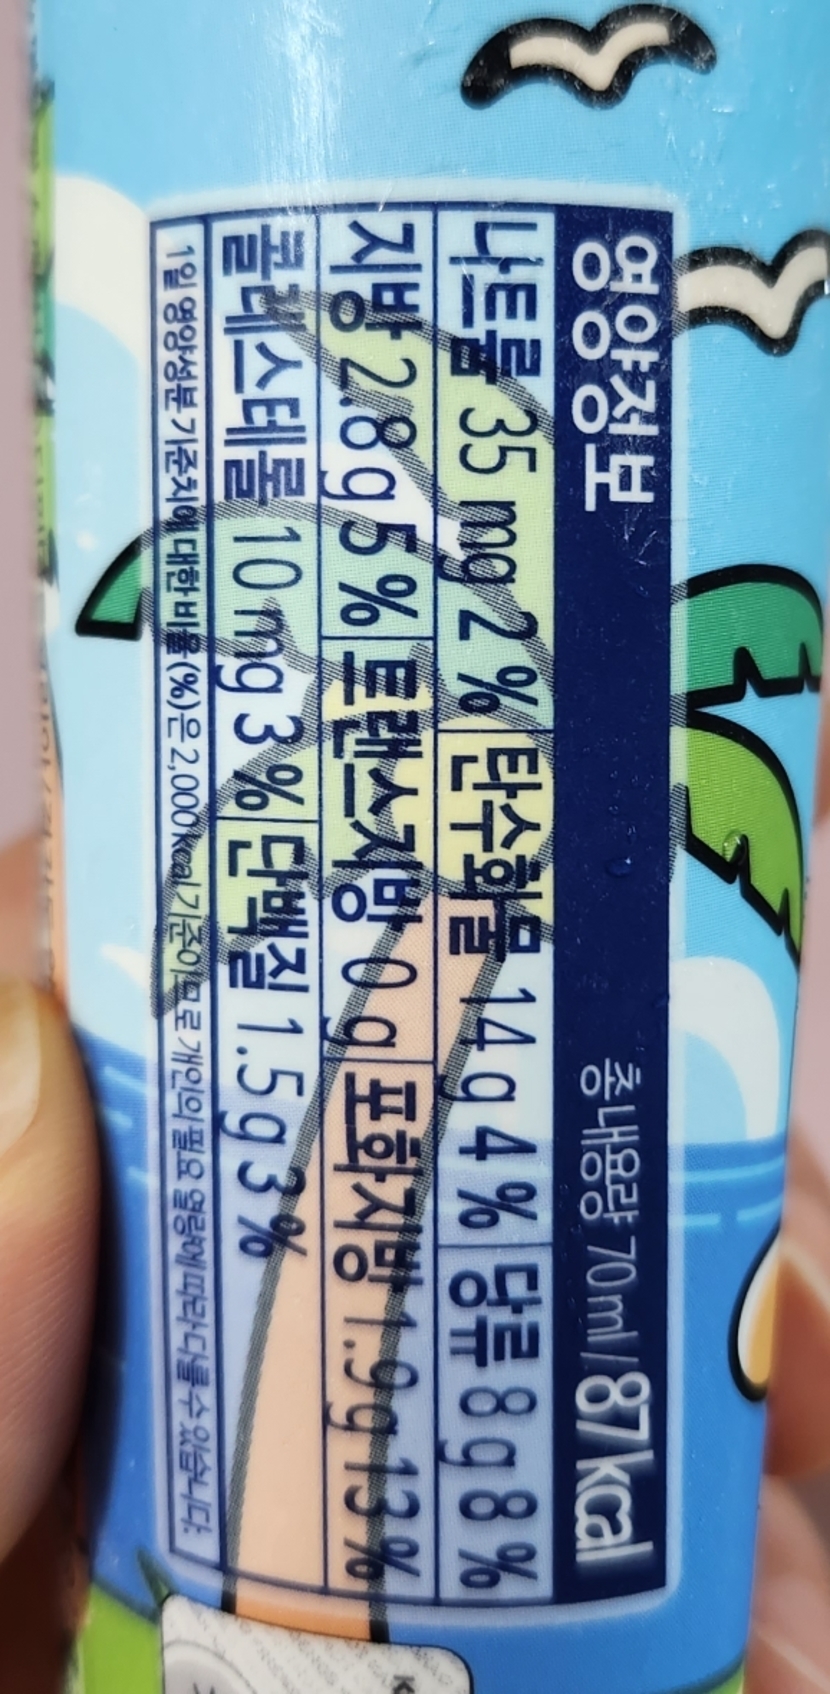 영양정보 총 내용량 70 ml / 87 kcal
나트륨 35 mg 2 % 탄수화물 14 g 4 % 당류 8 g 8 %
지방 2.8 g 5 % 트랜스지방 0 g 포화지방 1.9 g 13 %
콜레스테롤 10 mg 3 % 단백질 1.5 g 3 %
1일 영양성분 기준치에 대한 비율(%)은 2,000 kcal 기준이므로 개인의 필요 열량에 따라 다를 수 있습니다.